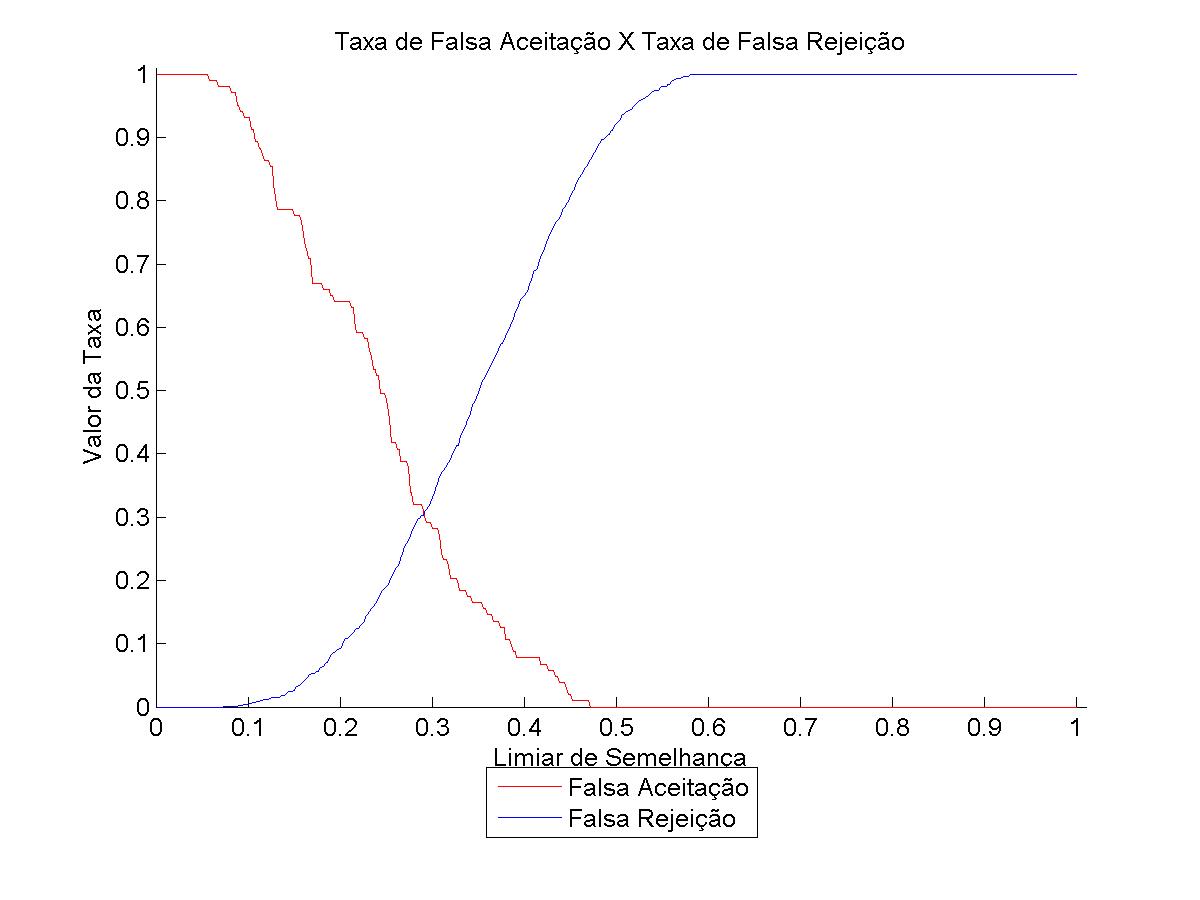 Taxa de Falsa Aceitação X Taxa de Falsa Rejeição
1
0.9
0.8
0.7
0.6
0.5
0.4
0.3
0.2
0.1
0
Valor da Taxa
0 0.1 0.2 0.3 0.4 0.5 0.6 0.7 0.8 0.9 1
Limiar de Semelhança
Falsa Aceitação
Falsa Rejeição